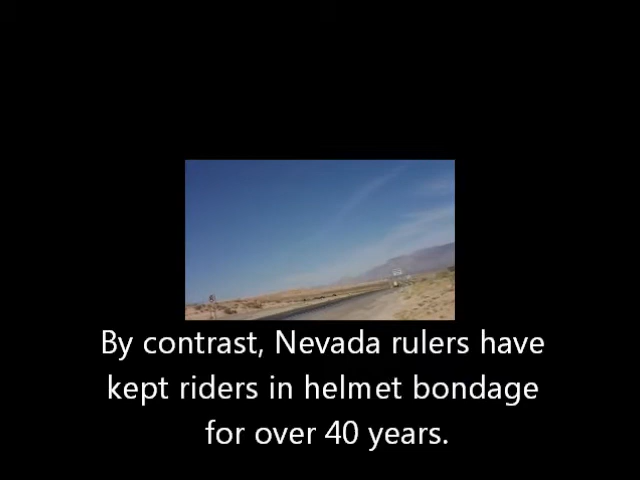 By contrast, Nevada rulers have
kept riders in helmet bondage
for over 40 years.